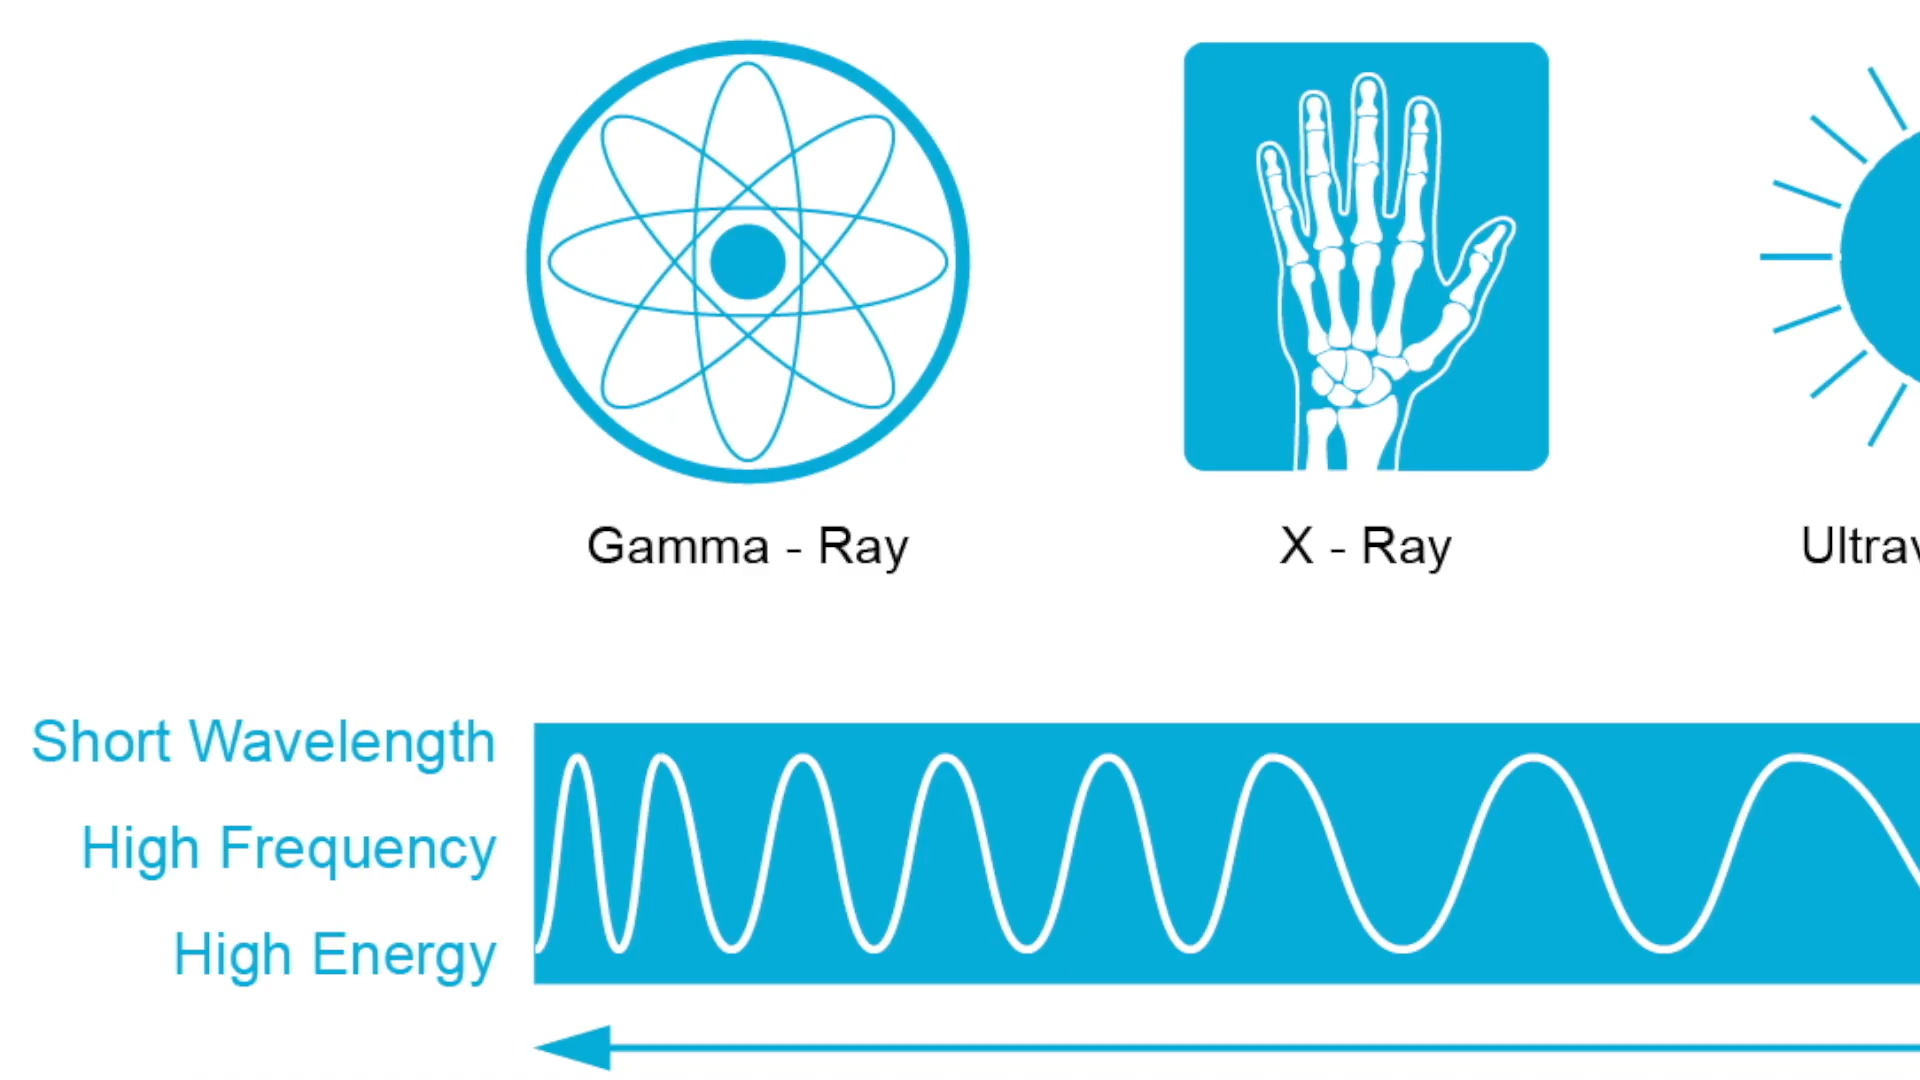 Gamma - Ray
X - Ray
Short Wavelength
High Frequency
High Energy